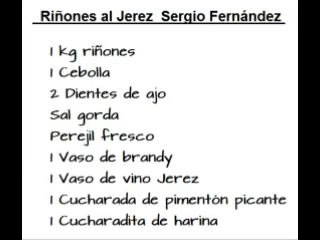 Riñones al Jerez Sergio Fernández
1 kg riñones
1 Cebolla
2 Dientes de ajo
Sal gorda
Perejil fresco
1 Vaso de brandy
1 Vaso de vino Jerez
1 Cucharada de pimentón picante
1 Cucharadita de harina